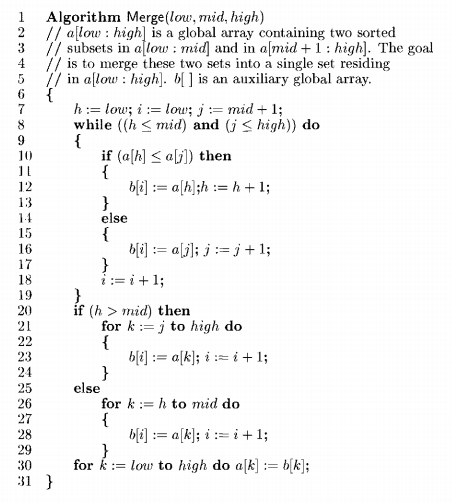 1 Algorithm Merge(low, mid, high)
2 // a[low : high] is a global array containing two sorted
3 // subsets in a[low : mid] and in a[mid + 1 : high]. The goal
4 // is to merge these two sets into a single set residing
5 // in a[low : high]. b[ ] is an auxiliary global array.
6 {
7 h := low; i := low; j := mid + 1;
8 while ((h ≤ mid) and (j ≤ high)) do
9 {
10 if (a[h] ≤ a[j]) then
11 {
12 b[i] := a[h];h := h + 1;
13 }
14 else
15 {
16 b[i] := a[j]; j := j + 1;
17 }
18 i := i + 1;
19 }
20 if (h > mid) then
21 for k := j to high do
22 {
23 b[i] := a[k]; i := i + 1;
24 }
25 else
26 for k := h to mid do
27 {
28 b[i] := a[k]; i := i + 1;
29 }
30 for k := low to high do a[k] := b[k];
31 }